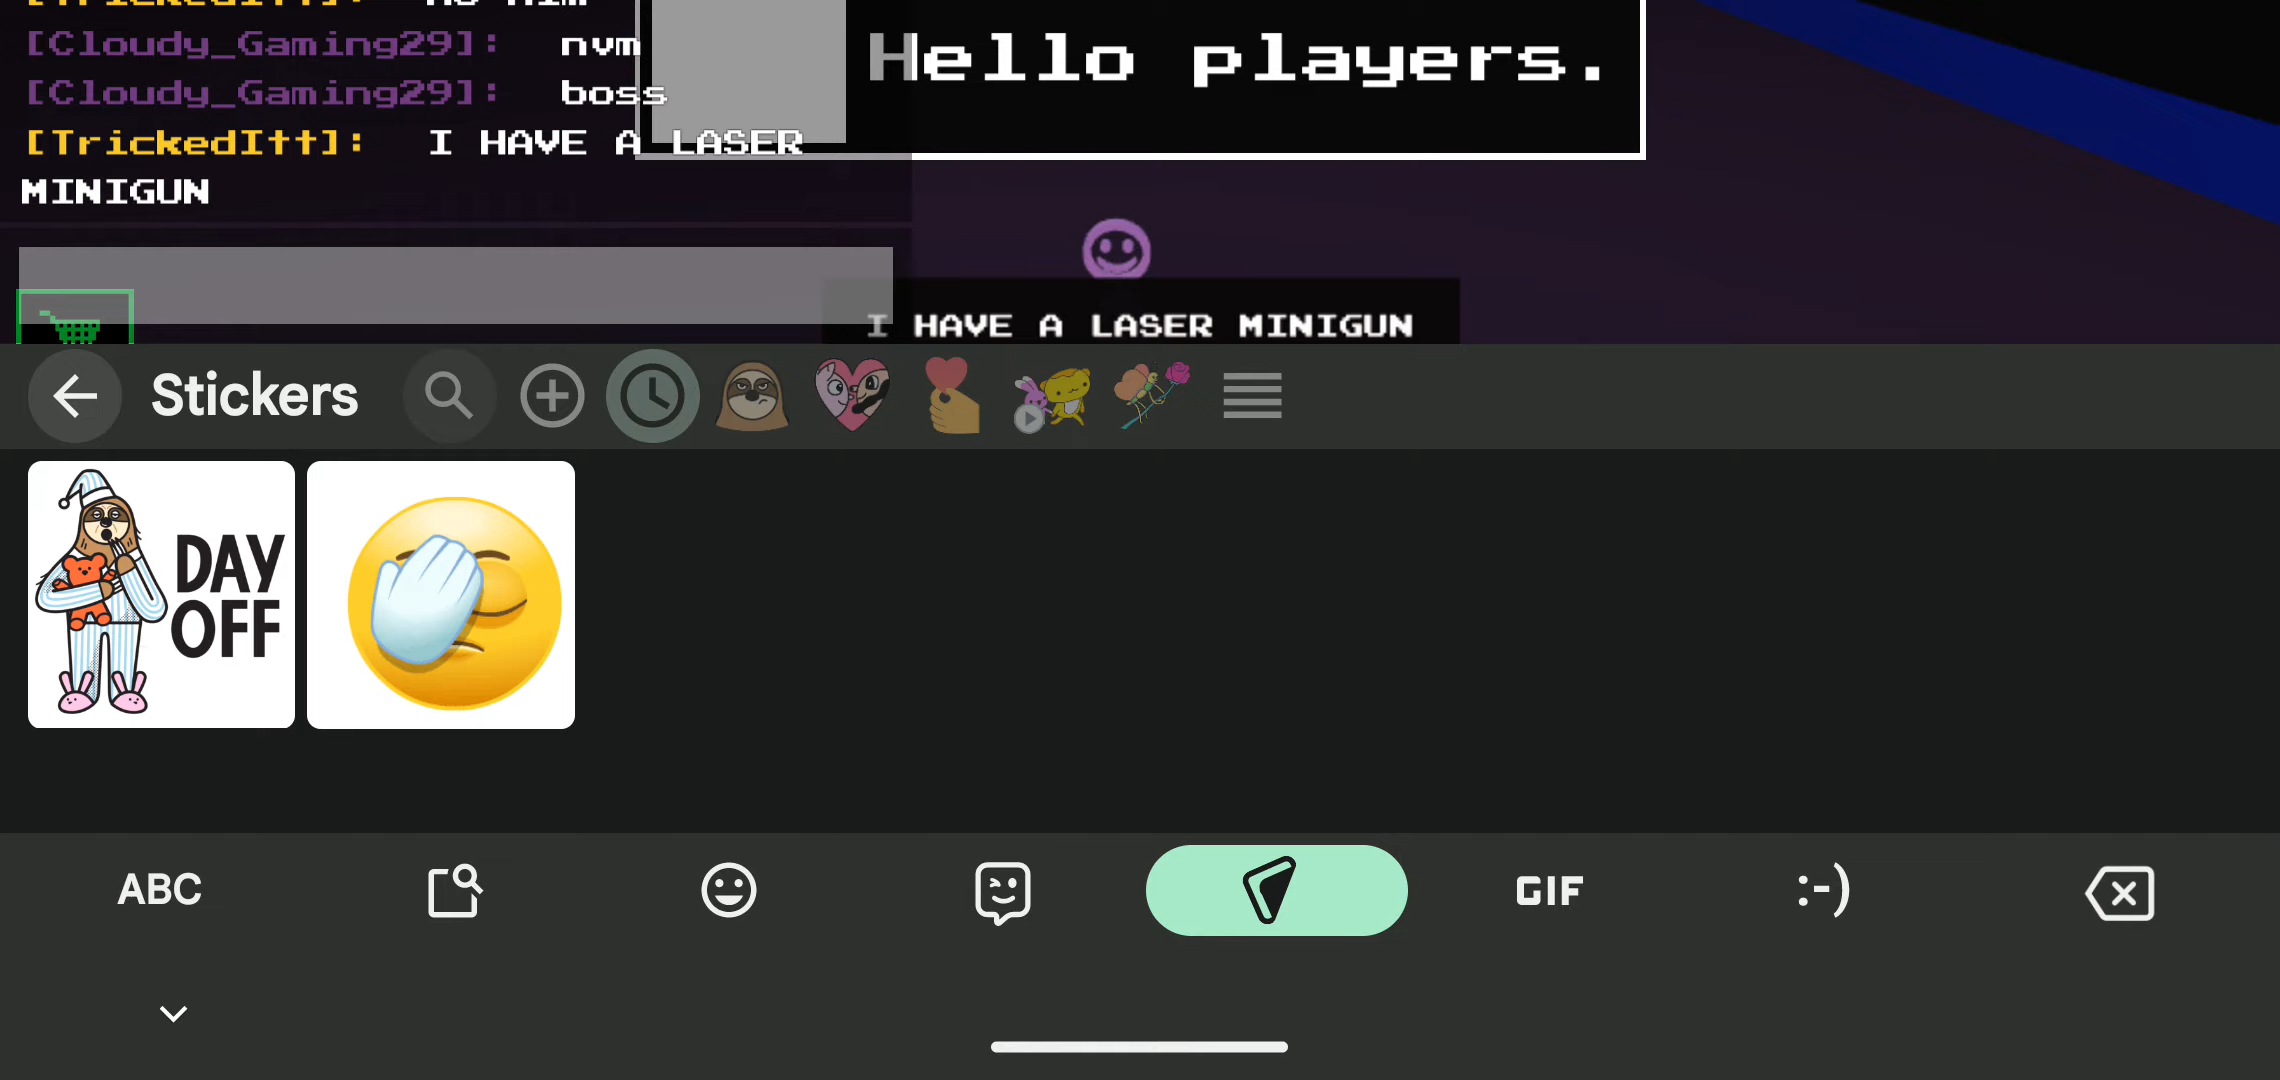 [Cloudy_Gaming29]: nvm
[Cloudy_Gaming29]: boss
[TrickedItt]: I HAVE A LASER
MINIGUN
Hello players.
I HAVE A LASER MINIGUN
Stickers
DAY
OFF
ABC
GIF
:-)